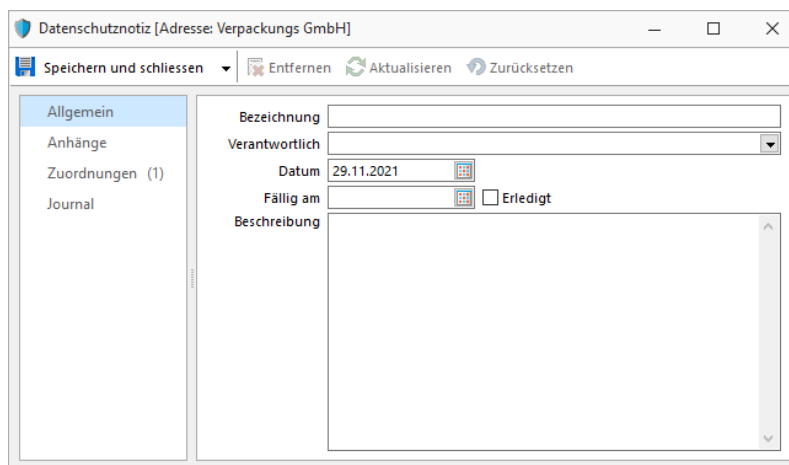 Datenschutznotiz [Adresse: Verpackungs GmbH]
Speichern und schliessen Entfernen Aktualisieren Zurücksetzen
Allgemein
Anhänge
Zuordnungen (1)
Journal
Bezeichnung
Verantwortlich
Datum 29.11.2021
Fällig am Erledigt
Beschreibung